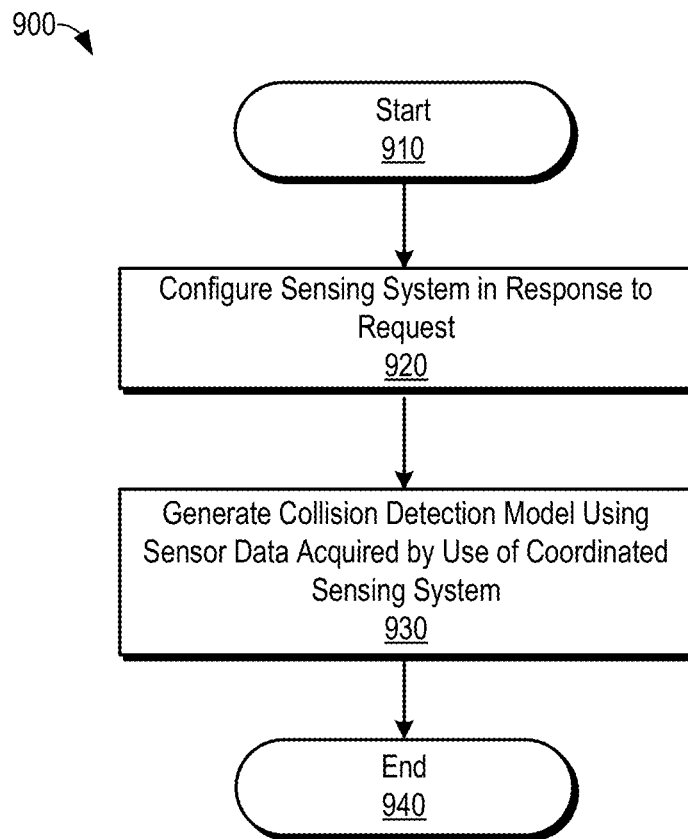 900
Start
910
Configure Sensing System in Response to
Request
920
Generate Collision Detection Model Using
Sensor Data Acquired by Use of Coordinated
Sensing System
930
End
940